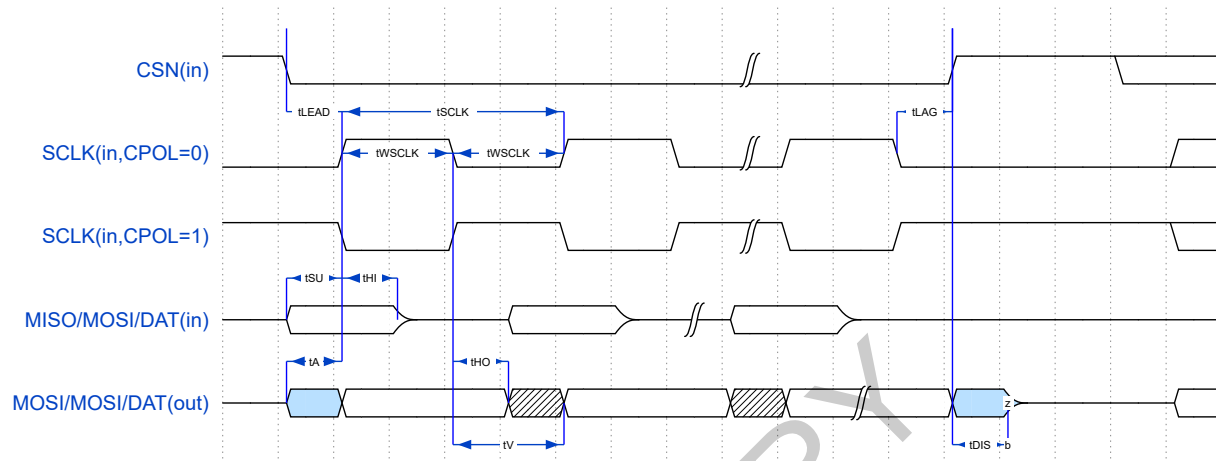 CSN(in)
tLEAD tSCLK tLAG
SCLK(in,CPOL=0) tWSCLK tWSCLK
SCLK(in,CPOL=1)
tSU tHI
MISO/MOSI/DAT(in)
tA tHO
MOSI/MOSI/DAT(out) z
tV tDIS b
PY